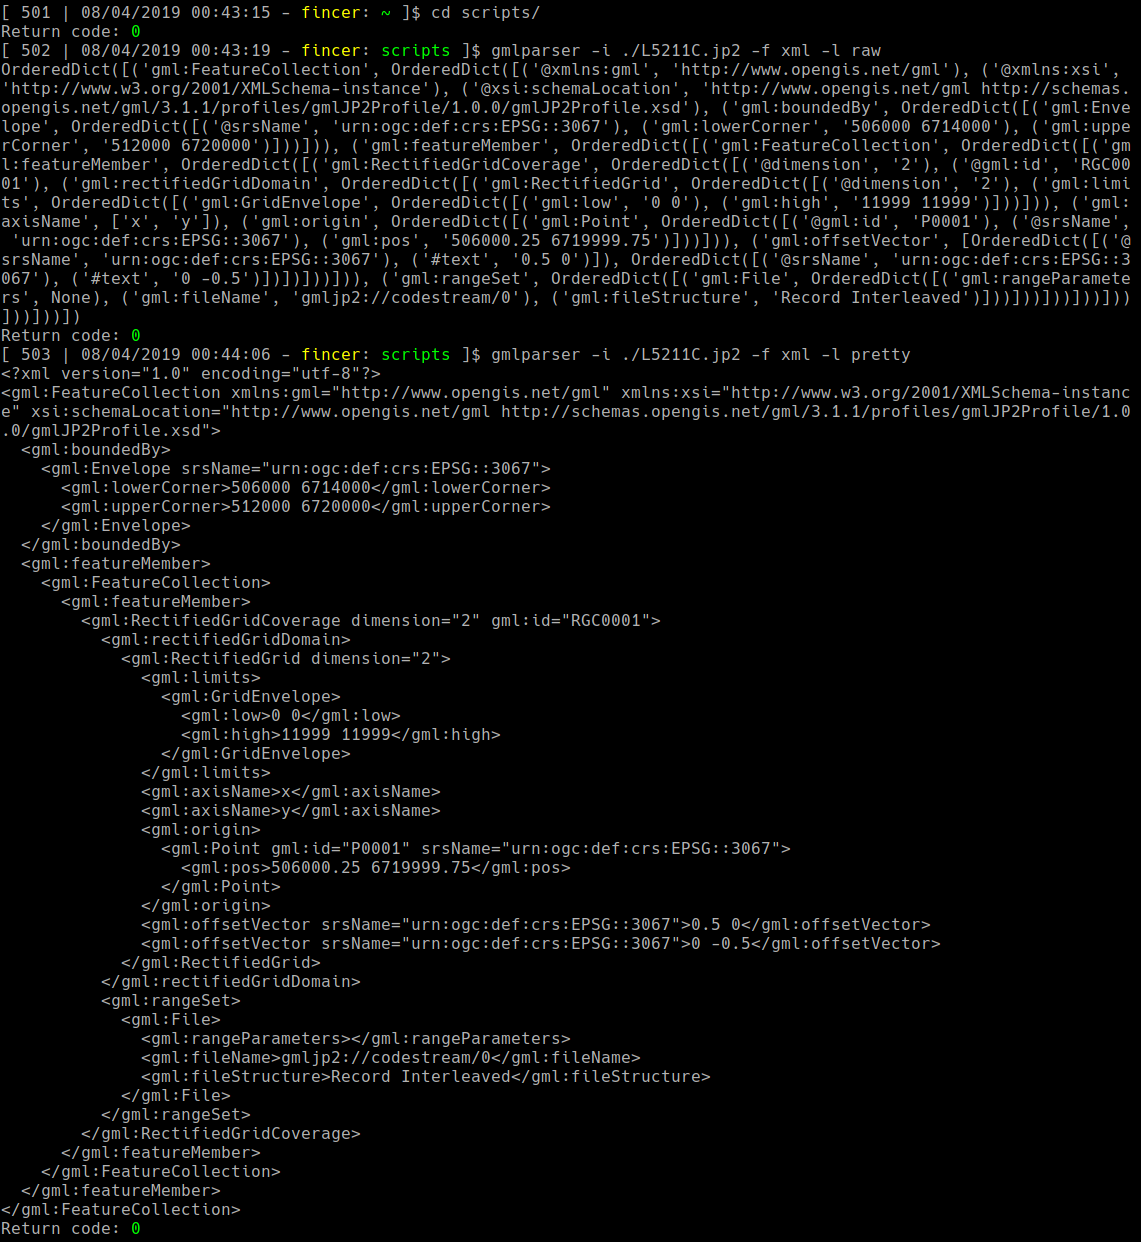 [ 501 | 08/04/2019 00:43:15 - fincer: ~ ]$ cd scripts/
Return code: 0
[ 502 | 08/04/2019 00:43:19 - fincer: scripts ]$ gmlparser -i ./L5211C.jp2 -f xml -l raw
OrderedDict([('gml:FeatureCollection', OrderedDict([('@xmlns:gml', 'http://www.opengis.net/gml'), ('@xmlns:xsi',
'http://www.w3.org/2001/XMLSchema-instance'), ('@xsi:schemaLocation', 'http://www.opengis.net/gml http://schemas.
opengis.net/gml/3.1.1/profiles/gmlJP2Profile/1.0.0/gmlJP2Profile.xsd'), ('gml:boundedBy', OrderedDict([('gml:Enve
lope', OrderedDict([('@srsName', 'urn:ogc:def:crs:EPSG::3067'), ('gml:lowerCorner', '506000 6714000'), ('gml:uppe
rCorner', '512000 6720000')]))])), ('gml:featureMember', OrderedDict([('gml:FeatureCollection', OrderedDict([('gm
l:featureMember', OrderedDict([('gml:RectifiedGridCoverage', OrderedDict([('@dimension', '2'), ('@gml:id', 'RGC00
01'), ('gml:rectifiedGridDomain', OrderedDict([('gml:RectifiedGrid', OrderedDict([('@dimension', '2'), ('gml:limi
ts', OrderedDict([('gml:GridEnvelope', OrderedDict([('gml:low', '0 0'), ('gml:high', '11999 11999')]))])), ('gml:
axisName', ['x', 'y']), ('gml:origin', OrderedDict([('gml:Point', OrderedDict([('@gml:id', 'P0001'), ('@srsName',
 'urn:ogc:def:crs:EPSG::3067'), ('gml:pos', '506000.25 6719999.75')]))])), ('gml:offsetVector', [OrderedDict([('@
srsName', 'urn:ogc:def:crs:EPSG::3067'), ('#text', '0.5 0')]), OrderedDict([('@srsName', 'urn:ogc:def:crs:EPSG::3
067'), ('#text', '0 -0.5')])])]))])), ('gml:rangeSet', OrderedDict([('gml:File', OrderedDict([('gml:rangeParamete
rs', None), ('gml:fileName', 'gmljp2://codestream/0'), ('gml:fileStructure', 'Record Interleaved')]))]))]))]))]))
]))]))])
Return code: 0
[ 503 | 08/04/2019 00:44:06 - fincer: scripts ]$ gmlparser -i ./L5211C.jp2 -f xml -l pretty
<?xml version="1.0" encoding="utf-8"?>
<gml:FeatureCollection xmlns:gml="http://www.opengis.net/gml" xmlns:xsi="http://www.w3.org/2001/XMLSchema-instanc
e" xsi:schemaLocation="http://www.opengis.net/gml http://schemas.opengis.net/gml/3.1.1/profiles/gmlJP2Profile/1.0
.0/gmlJP2Profile.xsd">
  <gml:boundedBy>
    <gml:Envelope srsName="urn:ogc:def:crs:EPSG::3067">
      <gml:lowerCorner>506000 6714000</gml:lowerCorner>
      <gml:upperCorner>512000 6720000</gml:upperCorner>
    </gml:Envelope>
  </gml:boundedBy>
  <gml:featureMember>
    <gml:FeatureCollection>
      <gml:featureMember>
        <gml:RectifiedGridCoverage dimension="2" gml:id="RGC0001">
          <gml:rectifiedGridDomain>
            <gml:RectifiedGrid dimension="2">
              <gml:limits>
                <gml:GridEnvelope>
                  <gml:low>0 0</gml:low>
                  <gml:high>11999 11999</gml:high>
                </gml:GridEnvelope>
              </gml:limits>
              <gml:axisName>x</gml:axisName>
              <gml:axisName>y</gml:axisName>
              <gml:origin>
                <gml:Point gml:id="P0001" srsName="urn:ogc:def:crs:EPSG::3067">
                  <gml:pos>506000.25 6719999.75</gml:pos>
                </gml:Point>
              </gml:origin>
              <gml:offsetVector srsName="urn:ogc:def:crs:EPSG::3067">0.5 0</gml:offsetVector>
              <gml:offsetVector srsName="urn:ogc:def:crs:EPSG::3067">0 -0.5</gml:offsetVector>
            </gml:RectifiedGrid>
          </gml:rectifiedGridDomain>
          <gml:rangeSet>
            <gml:File>
              <gml:rangeParameters></gml:rangeParameters>
              <gml:fileName>gmljp2://codestream/0</gml:fileName>
              <gml:fileStructure>Record Interleaved</gml:fileStructure>
            </gml:File>
          </gml:rangeSet>
        </gml:RectifiedGridCoverage>
      </gml:featureMember>
    </gml:FeatureCollection>
  </gml:featureMember>
</gml:FeatureCollection>
Return code: 0